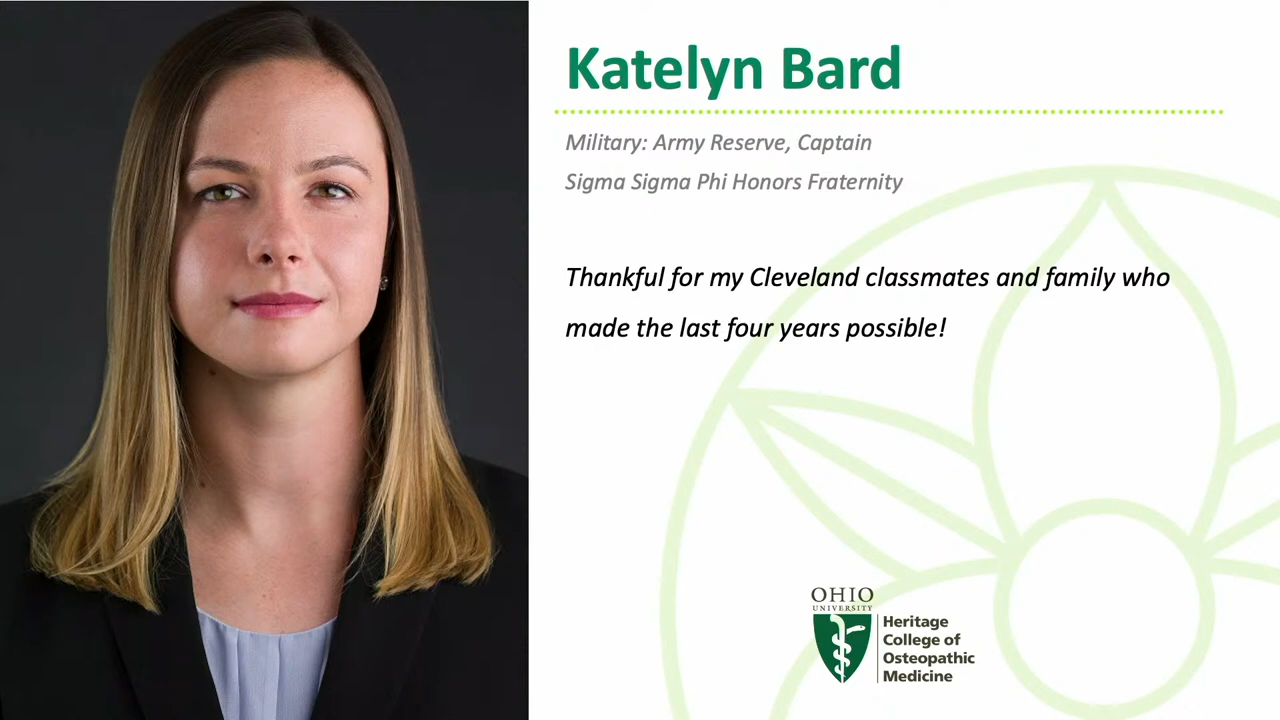 Katelyn Bard
Military: Army Reserve, Captain
Sigma Sigma Phi Honors Fraternity
Thankful for my Cleveland classmates and family who
made the last four years possible!
OHIO
UNIVERSITY
Heritage
College of
Osteopathic
Medicine